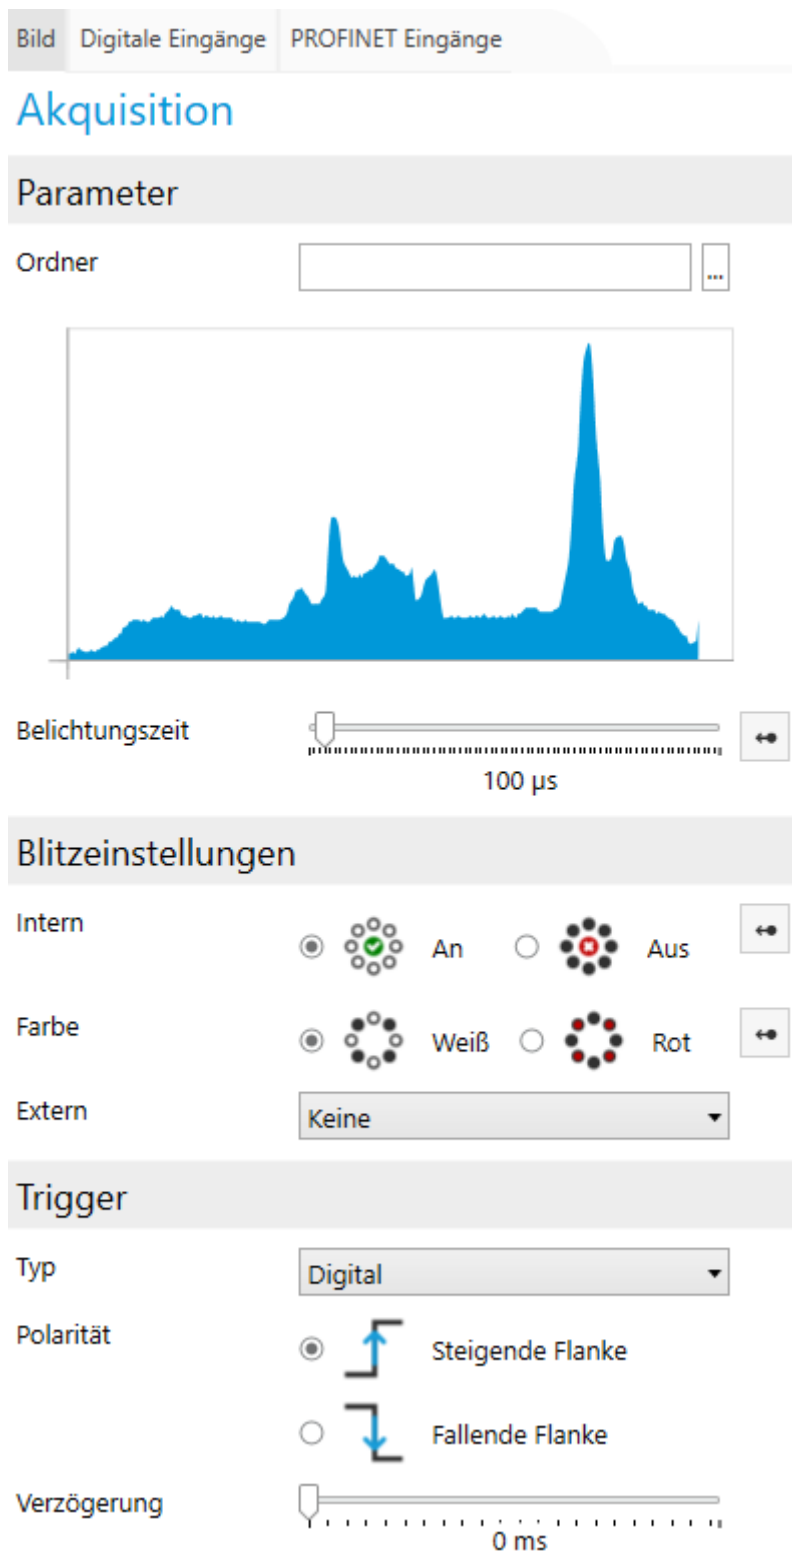 Bild Digitale Eingänge PROFINET Eingänge
Akquisition
Parameter
Ordner ...
Belichtungszeit
100 µs
Blitzeinstellungen
Intern An Aus
Farbe Weiß Rot
Extern Keine
Trigger
Typ Digital
Polarität Steigende Flanke
Fallende Flanke
Verzögerung
0 ms